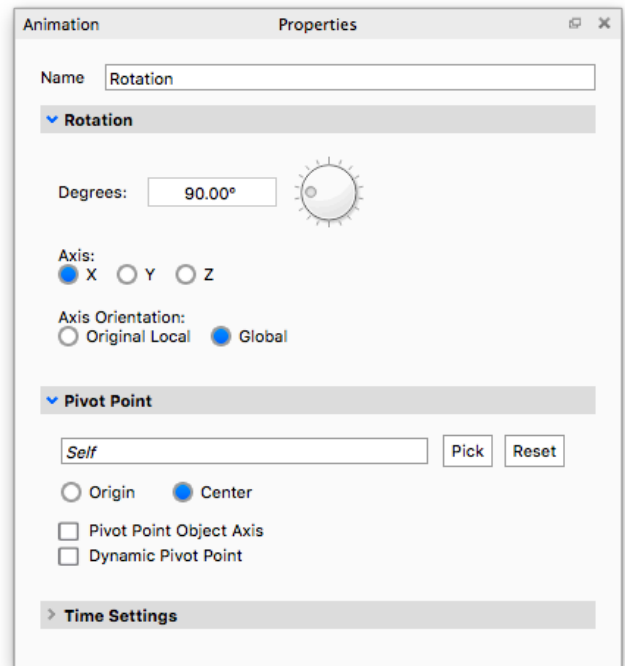 Animation Properties
Name Rotation
Rotation
Degrees: 90.00°
Axis:
X Y Z
Axis Orientation:
Original Local Global
Pivot Point
Self Pick Reset
Origin Center
Pivot Point Object Axis
Dynamic Pivot Point
Time Settings